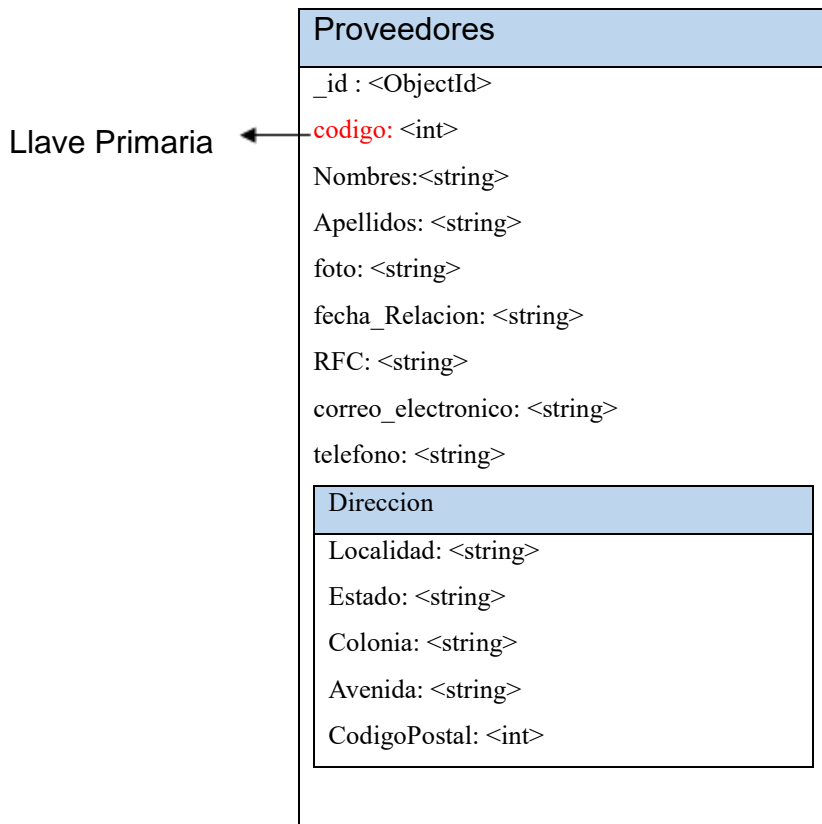 Proveedores
_id : <ObjectId>
Llave Primaria
codigo: <int>
Nombres:<string>
Apellidos: <string>
foto: <string>
fecha_Relacion: <string>
RFC: <string>
correo_electronico: <string>
telefono: <string>
Direccion
Localidad: <string>
Estado: <string>
Colonia: <string>
Avenida: <string>
CodigoPostal: <int>